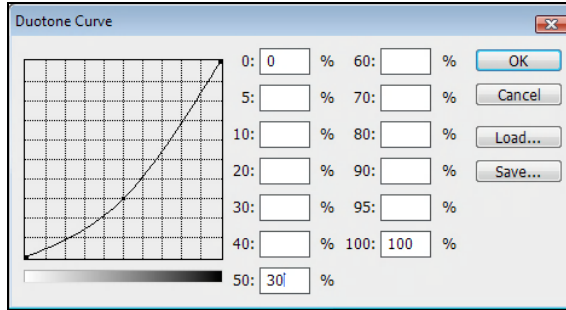 Duotone Curve
0: 0 % 60: % OK
5: % 70: % Cancel
10: % 80: % Load...
20: % 90: % Save...
30: % 95: %
40: % 100: 100 %
50: 30 %